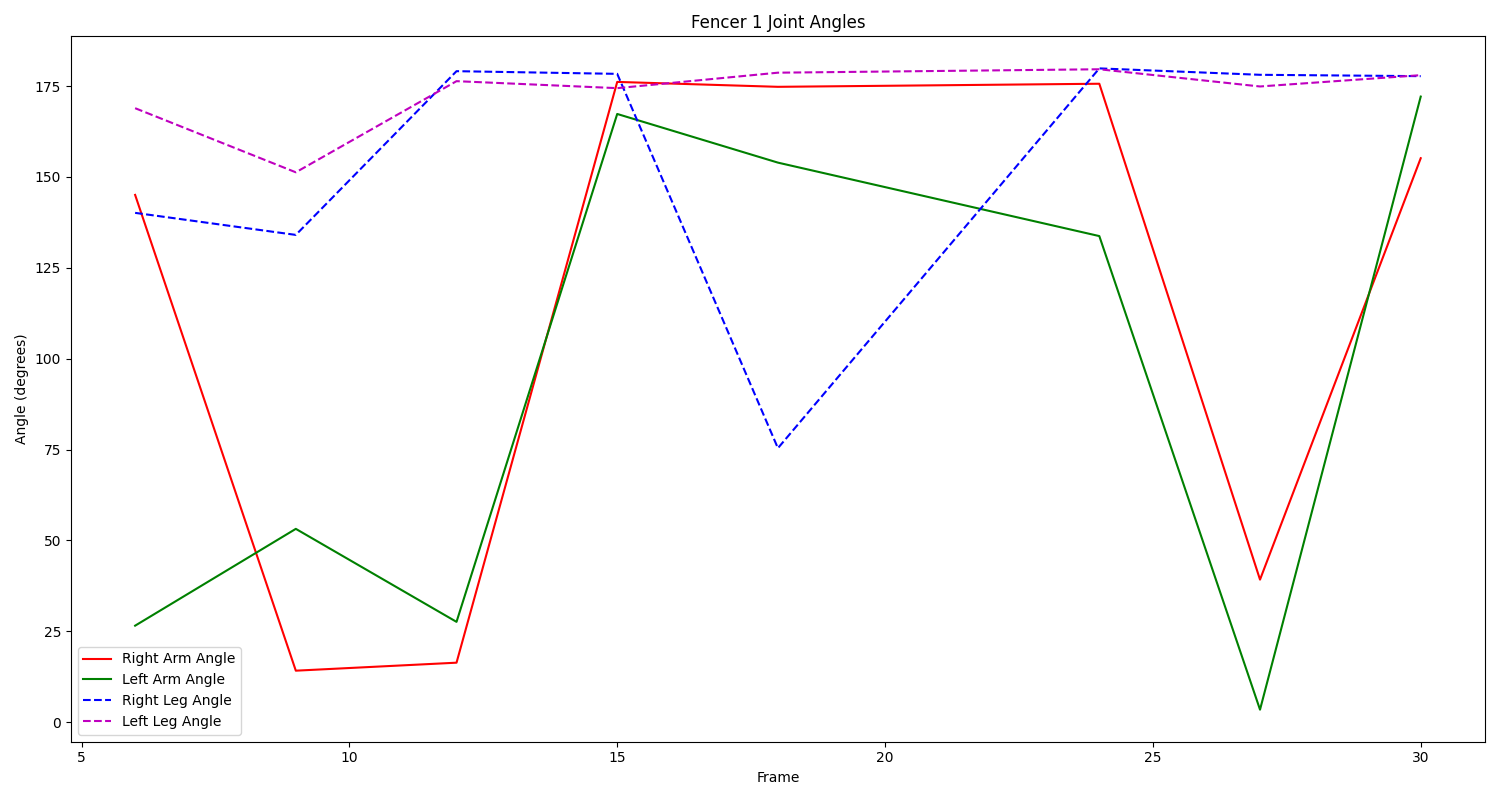 Fencer 1 Joint Angles
Angle (degrees)
175
150
125
100
75
50
25
0
Right Arm Angle
Left Arm Angle
Right Leg Angle
Left Leg Angle
5 10 15 20 25 30
Frame